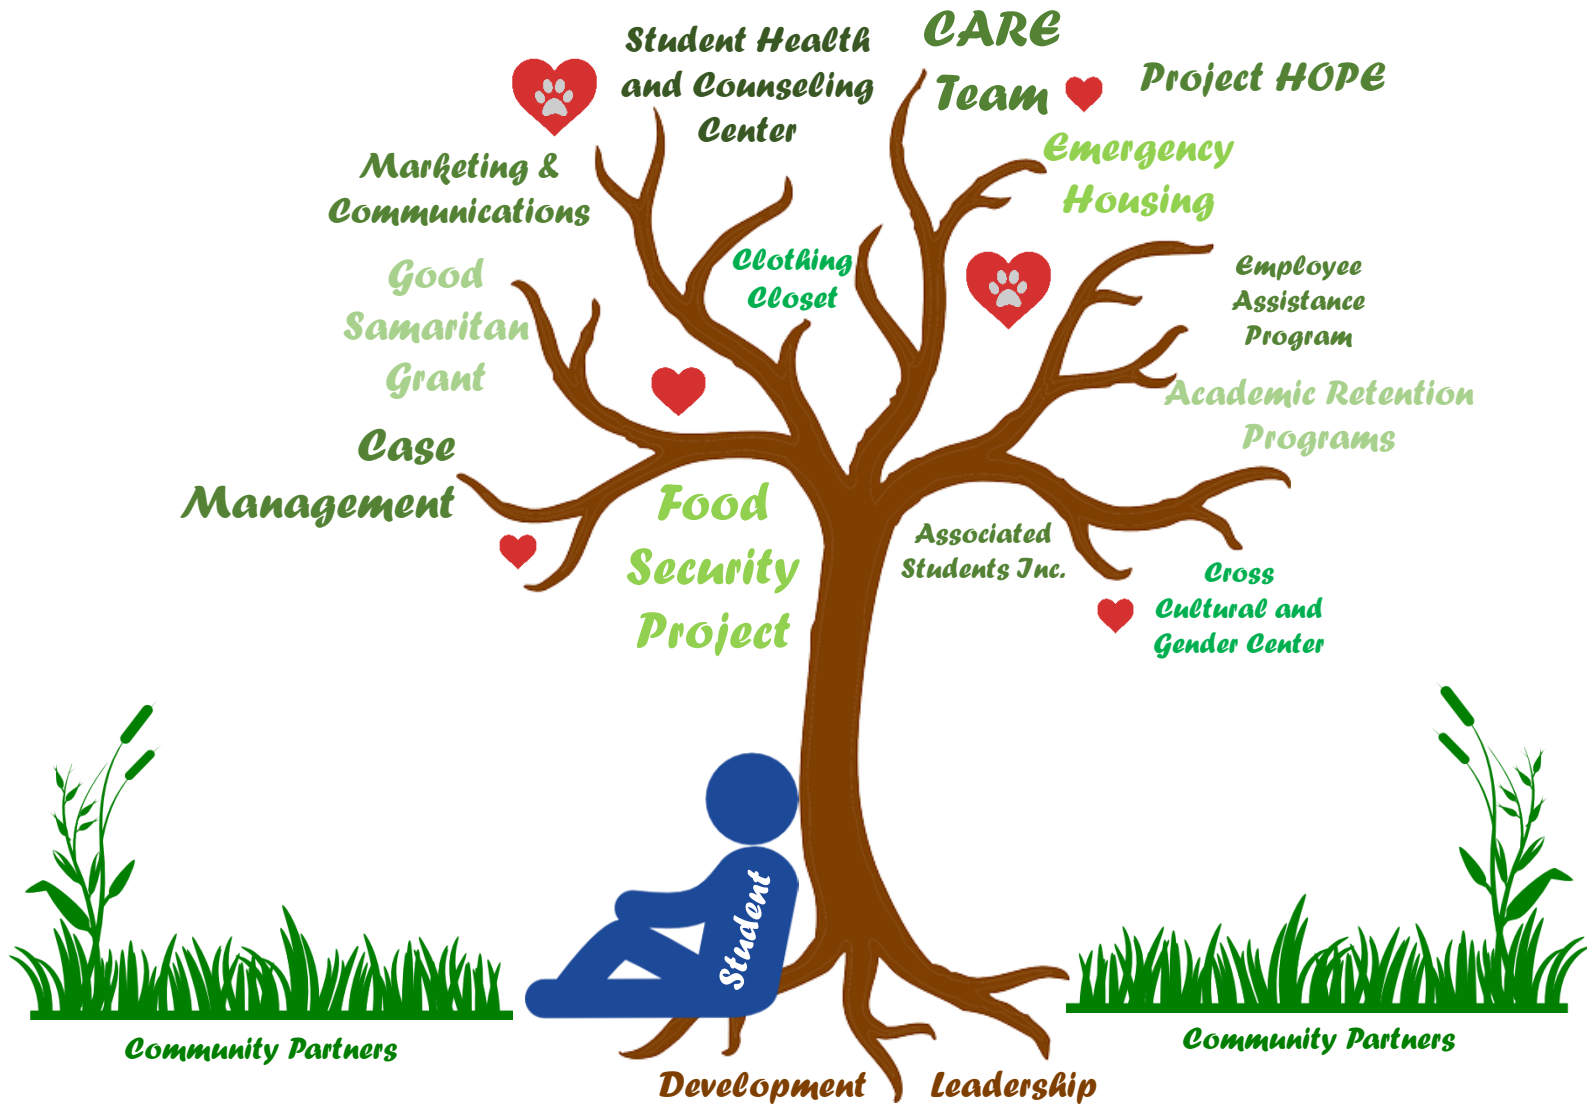 Student Health
and Counseling
Center
CARE
Team
Project HOPE
Marketing &
Communications
Emergency
Housing
Good
Samaritan
Grant
Clothing
Closet
Employee
Assistance
Program
Academic Retention
Programs
Case
Management
Food
Security
Project
Associated
Students Inc.
Cross
Cultural and
Gender Center
Student
Community Partners
Community Partners
Development
Leadership